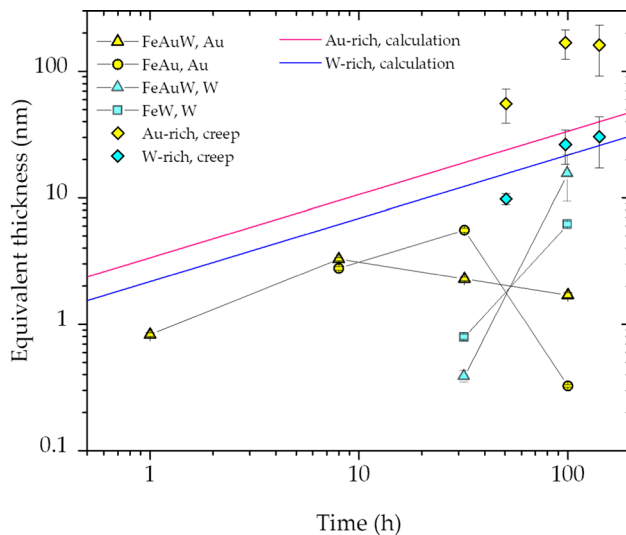 FeAuW, Au
FeAu, Au
FeAuW, W
FeW, W
Au-rich, creep
W-rich, creep
Au-rich, calculation
W-rich, calculation
Equivalent thickness (nm)
100
10
1
0.1
1
10
100
Time (h)